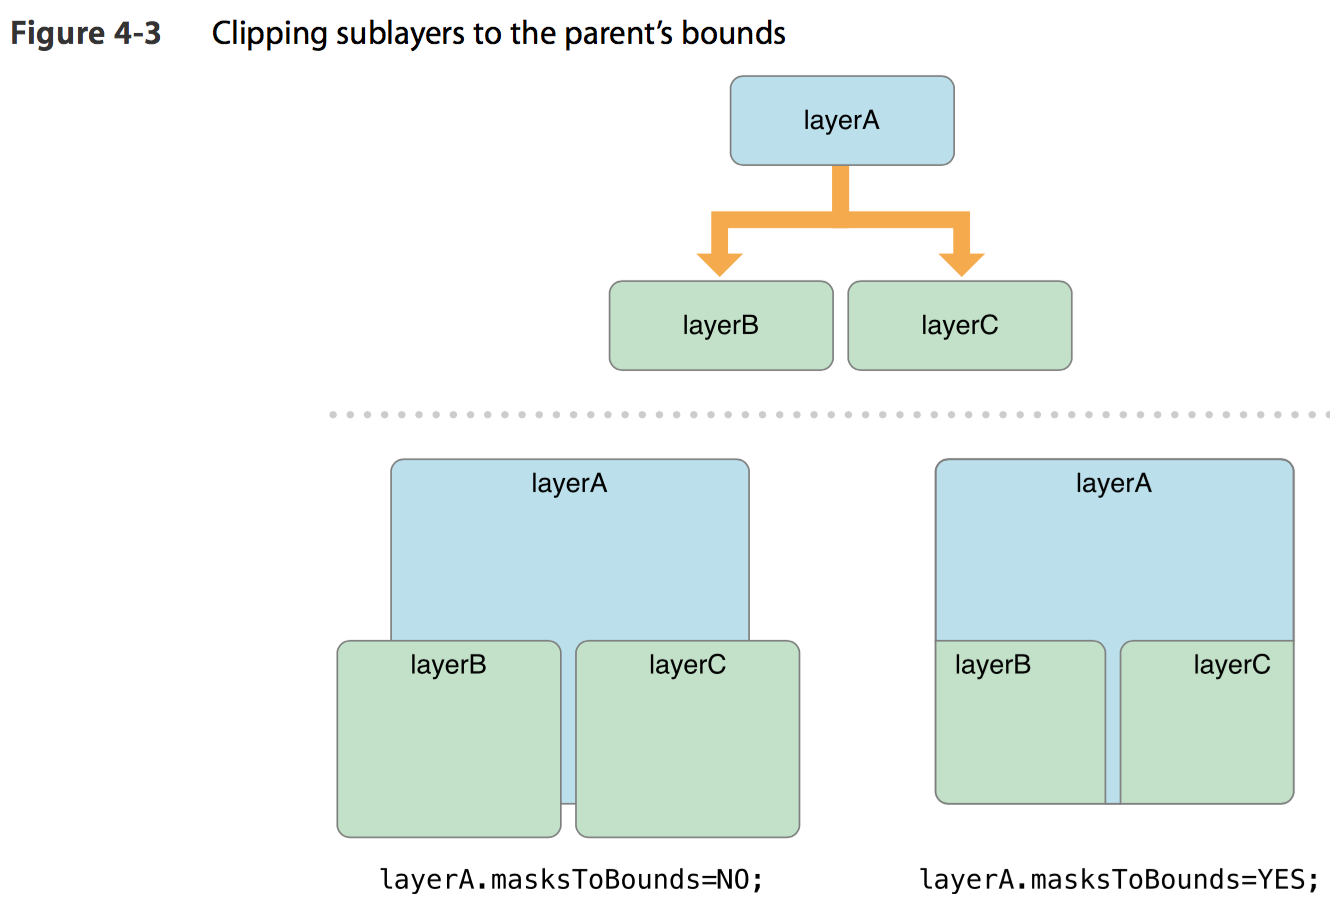 Figure 4-3 Clipping sublayers to the parent’s bounds
layerA
layerB layerC
layerA layerA
layerB layerC layerB layerC
layerA.masksToBounds=NO; layerA.masksToBounds=YES;